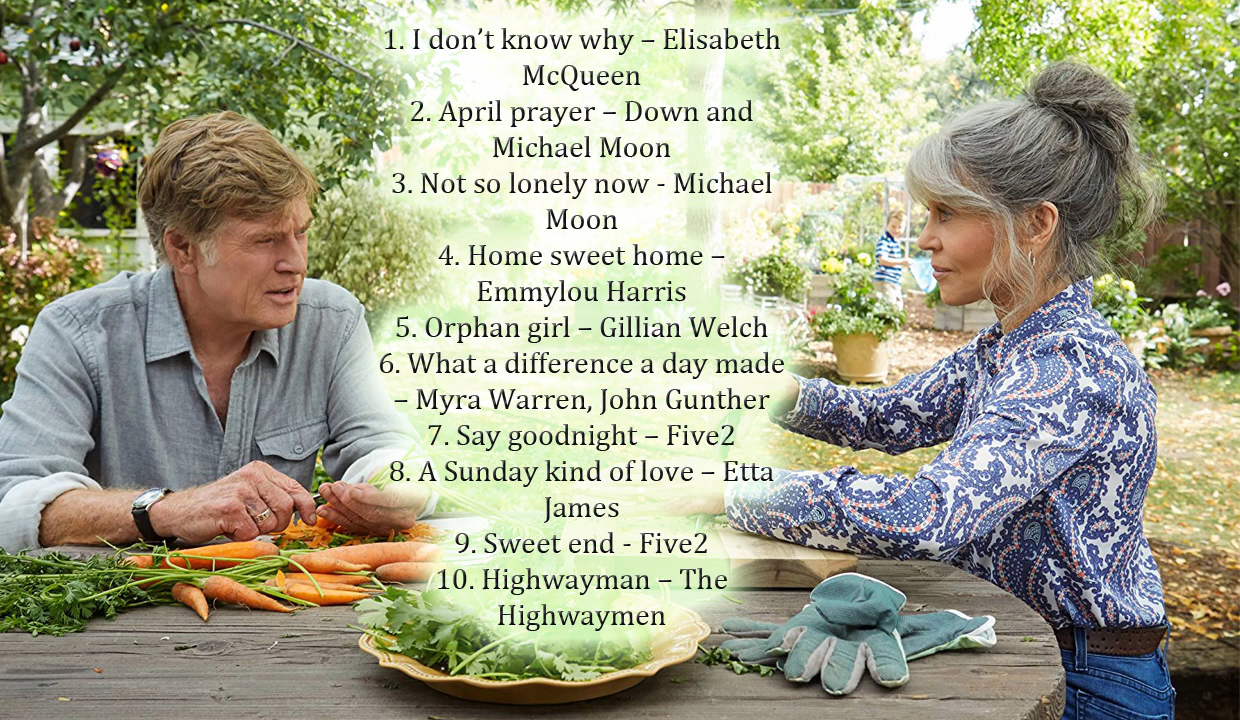 1. I don’t know why – Elisabeth
McQueen
2. April prayer – Down and
Michael Moon
3. Not so lonely now - Michael
Moon
4. Home sweet home –
Emmylou Harris
5. Orphan girl – Gillian Welch
6. What a difference a day made
– Myra Warren, John Gunther
7. Say goodnight – Five2
8. A Sunday kind of love – Etta
James
9. Sweet end - Five2
10. Highwayman – The
Highwaymen